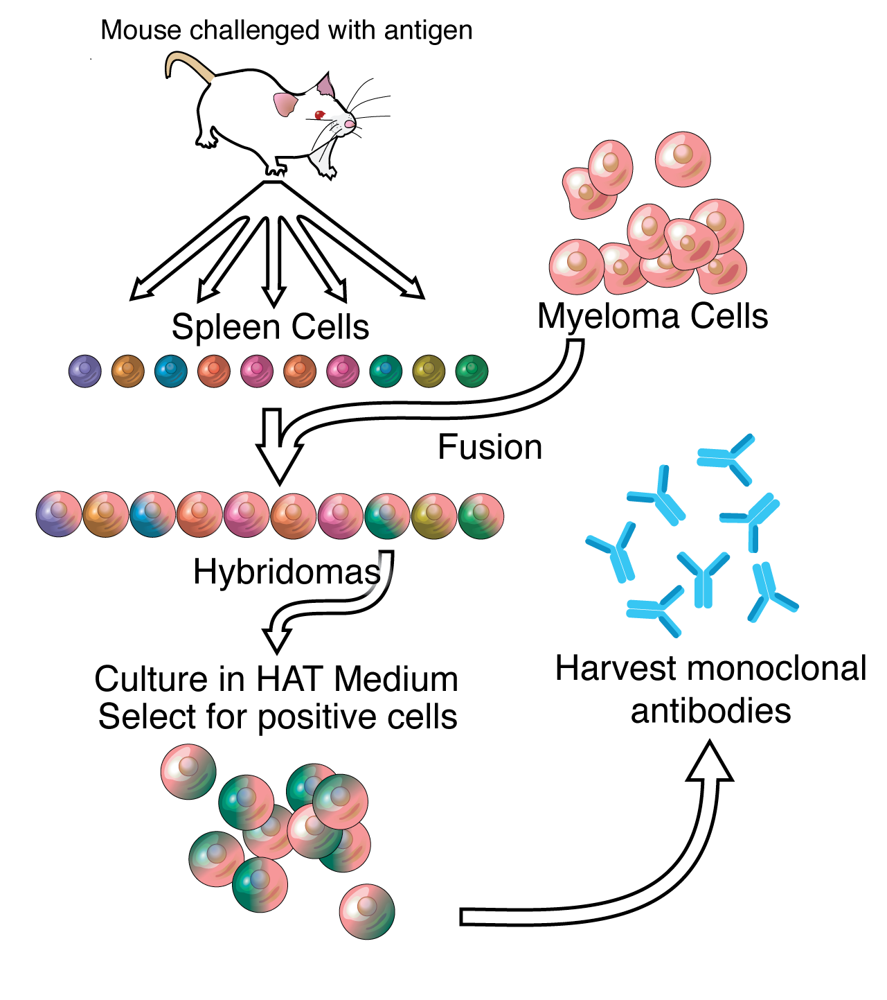 Mouse challenged with antigen
Spleen Cells
Myeloma Cells
Fusion
Hybridomas
Culture in HAT Medium
Select for positive cells
Harvest monoclonal
antibodies